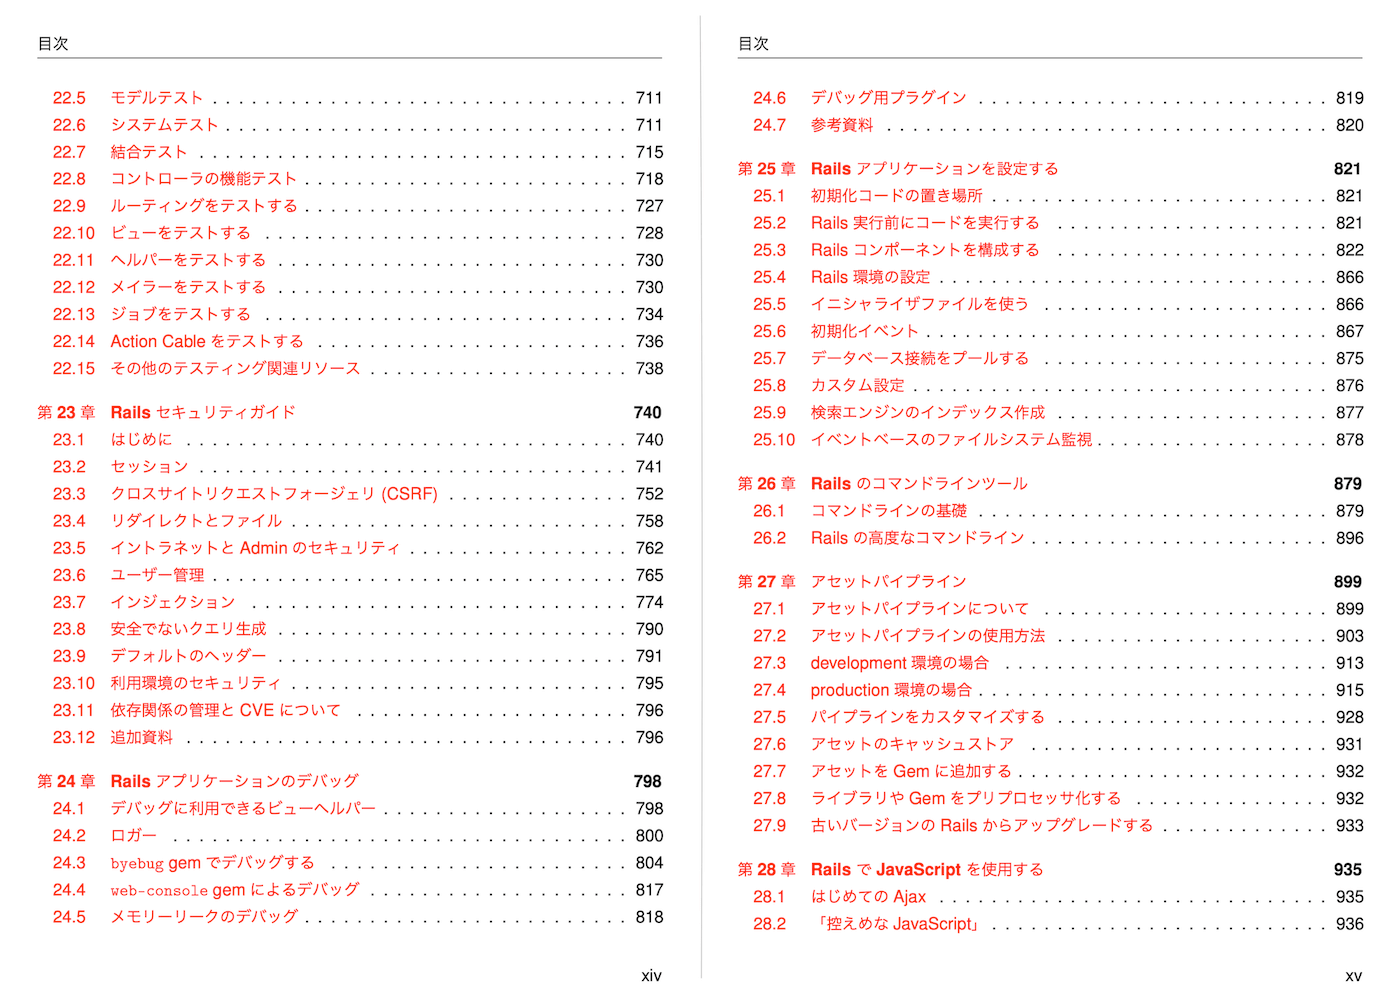 目次
22.5 モデルテスト . . . . . . . . . . . . . . . . . . . . . . . . . . . . . . . . 711
22.6 システムテスト . . . . . . . . . . . . . . . . . . . . . . . . . . . . . . . 711
22.7 結合テスト . . . . . . . . . . . . . . . . . . . . . . . . . . . . . . . . . 715
22.8 コントローラの機能テスト . . . . . . . . . . . . . . . . . . . . . . . . . 718
22.9 ルーティングをテストする . . . . . . . . . . . . . . . . . . . . . . . . . 727
22.10 ビューをテストする . . . . . . . . . . . . . . . . . . . . . . . . . . . . 728
22.11 ヘルパーをテストする . . . . . . . . . . . . . . . . . . . . . . . . . . . 730
22.12 メイラーをテストする . . . . . . . . . . . . . . . . . . . . . . . . . . . 730
22.13 ジョブをテストする . . . . . . . . . . . . . . . . . . . . . . . . . . . . 734
22.14 Action Cable をテストする . . . . . . . . . . . . . . . . . . . . . . . . 736
22.15 その他のテスティング関連リソース . . . . . . . . . . . . . . . . . . . . 738
第 23 章 Rails セキュリティガイド 740
23.1 はじめに . . . . . . . . . . . . . . . . . . . . . . . . . . . . . . . . . . 740
23.2 セッション . . . . . . . . . . . . . . . . . . . . . . . . . . . . . . . . . 741
23.3 クロスサイトリクエストフォージェリ (CSRF) . . . . . . . . . . . . . . 752
23.4 リダイレクトとファイル . . . . . . . . . . . . . . . . . . . . . . . . . . 758
23.5 イントラネットと Admin のセキュリティ . . . . . . . . . . . . . . . . . 762
23.6 ユーザー管理 . . . . . . . . . . . . . . . . . . . . . . . . . . . . . . . . 765
23.7 インジェクション . . . . . . . . . . . . . . . . . . . . . . . . . . . . . 774
23.8 安全でないクエリ生成 . . . . . . . . . . . . . . . . . . . . . . . . . . . 790
23.9 デフォルトのヘッダー . . . . . . . . . . . . . . . . . . . . . . . . . . . 791
23.10 利用環境のセキュリティ . . . . . . . . . . . . . . . . . . . . . . . . . . 795
23.11 依存関係の管理と CVE について . . . . . . . . . . . . . . . . . . . . . 796
23.12 追加資料 . . . . . . . . . . . . . . . . . . . . . . . . . . . . . . . . . . 796
第 24 章 Rails アプリケーションのデバッグ 798
24.1 デバッグに利用できるビューヘルパー . . . . . . . . . . . . . . . . . . . 798
24.2 ロガー . . . . . . . . . . . . . . . . . . . . . . . . . . . . . . . . . . . 800
24.3 byebug gem でデバッグする . . . . . . . . . . . . . . . . . . . . . . . 804
24.4 web-console gem によるデバッグ . . . . . . . . . . . . . . . . . . . . 817
24.5 メモリーリークのデバッグ . . . . . . . . . . . . . . . . . . . . . . . . . 818
xiv
目次
24.6 デバッグ用プラグイン . . . . . . . . . . . . . . . . . . . . . . . . . . . 819
24.7 参考資料 . . . . . . . . . . . . . . . . . . . . . . . . . . . . . . . . . . 820
第 25 章 Rails アプリケーションを設定する 821
25.1 初期化コードの置き場所 . . . . . . . . . . . . . . . . . . . . . . . . . . 821
25.2 Rails 実行前にコードを実行する . . . . . . . . . . . . . . . . . . . . . 821
25.3 Rails コンポーネントを構成する . . . . . . . . . . . . . . . . . . . . . 822
25.4 Rails 環境の設定 . . . . . . . . . . . . . . . . . . . . . . . . . . . . . . 866
25.5 イニシャライザファイルを使う . . . . . . . . . . . . . . . . . . . . . . 866
25.6 初期化イベント . . . . . . . . . . . . . . . . . . . . . . . . . . . . . . . 867
25.7 データベース接続をプールする . . . . . . . . . . . . . . . . . . . . . . 875
25.8 カスタム設定 . . . . . . . . . . . . . . . . . . . . . . . . . . . . . . . . 876
25.9 検索エンジンのインデックス作成 . . . . . . . . . . . . . . . . . . . . . 877
25.10 イベントベースのファイルシステム監視 . . . . . . . . . . . . . . . . . . 878
第 26 章 Rails のコマンドラインツール 879
26.1 コマンドラインの基礎 . . . . . . . . . . . . . . . . . . . . . . . . . . . 879
26.2 Rails の高度なコマンドライン . . . . . . . . . . . . . . . . . . . . . . . 896
第 27 章 アセットパイプライン 899
27.1 アセットパイプラインについて . . . . . . . . . . . . . . . . . . . . . . 899
27.2 アセットパイプラインの使用方法 . . . . . . . . . . . . . . . . . . . . . 903
27.3 development 環境の場合 . . . . . . . . . . . . . . . . . . . . . . . . . 913
27.4 production 環境の場合 . . . . . . . . . . . . . . . . . . . . . . . . . . . 915
27.5 パイプラインをカスタマイズする . . . . . . . . . . . . . . . . . . . . . 928
27.6 アセットのキャッシュストア . . . . . . . . . . . . . . . . . . . . . . . 931
27.7 アセットを Gem に追加する . . . . . . . . . . . . . . . . . . . . . . . . 932
27.8 ライブラリや Gem をプリプロセッサ化する . . . . . . . . . . . . . . . 932
27.9 古いバージョンの Rails からアップグレードする . . . . . . . . . . . . . 933
第 28 章 Rails で JavaScript を使用する 935
28.1 はじめての Ajax . . . . . . . . . . . . . . . . . . . . . . . . . . . . . . 935
28.2 「控えめな JavaScript」 . . . . . . . . . . . . . . . . . . . . . . . . . . 936
xv